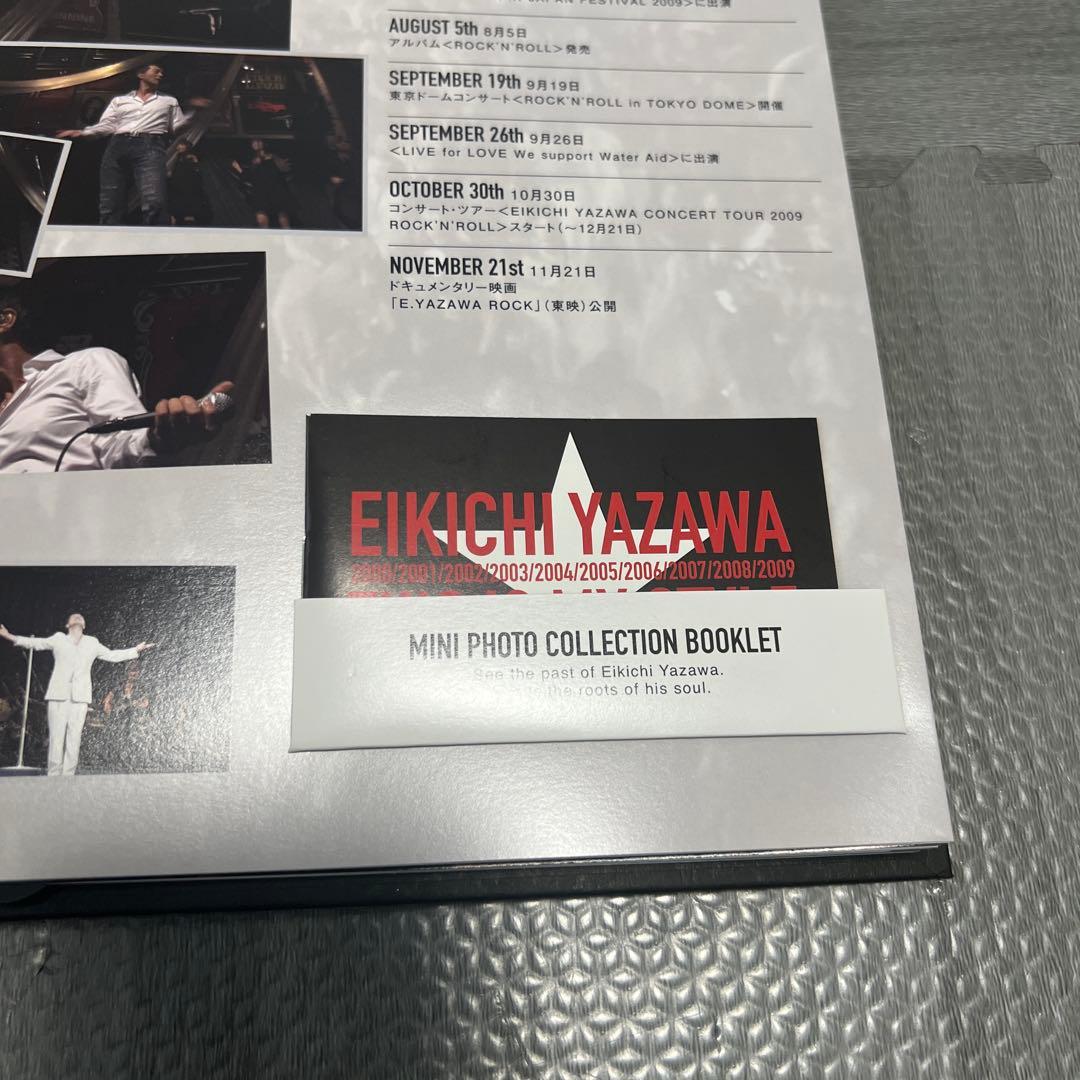 JAPAN FESTIVAL 2009>に出演
AUGUST 5th 8月5日
アルバム<ROCK'N'ROLL>発売
SEPTEMBER 19th 9月19日
東京ドームコンサート<ROCK'N'ROLL in TOKYO DOME>開催
SEPTEMBER 26th 9月26日
<LIVE for LOVE We support Water Aid>に出演
OCTOBER 30th 10月30日
コンサート・ツアー<EIKICHI YAZAWA CONCERT TOUR 2009
ROCK'N'ROLL>スタート(〜12月21日)
NOVEMBER 21st 11月21日
ドキュメンタリー映画
「E.YAZAWA ROCK」(東映)公開
EIKICHI YAZAWA
2000/2001/2002/2003/2004/2005/2006/2007/2008/2009
MINI PHOTO COLLECTION BOOKLET
See the past of Eikichi Yazawa.
the roots of his soul.